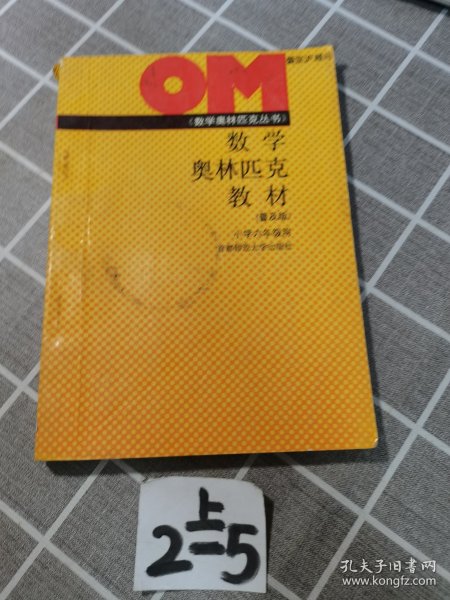 OM
《数学奥林匹克丛书》
数学
奥林匹克
教材
(普及版)
小学六年级用
首都师范大学出版社
上
2-5
孔夫子旧书网
www.kongfz.com